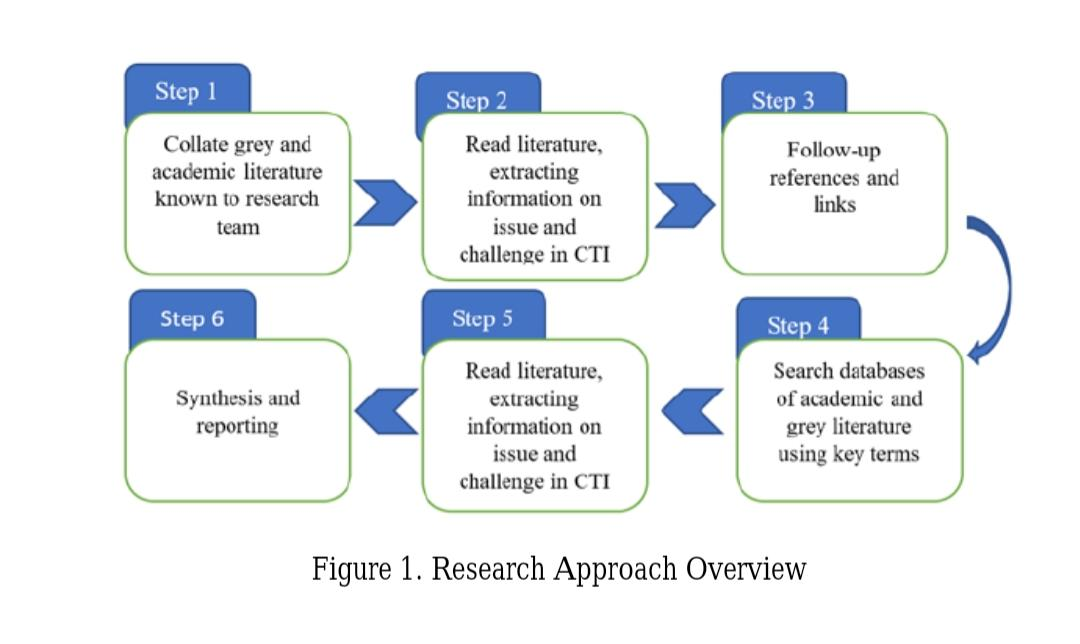 Step 1
Collate grey and
academic literature
known to research
team
Step 2
Read literature,
extracting
information on
issue and
challenge in CTI
Step 3
Follow-up
references and
links
Step 4
Search databases
of academic and
grey literature
using key terms
Step 5
Read literature,
extracting
information on
issue and
challenge in CTI
Step 6
Synthesis and
reporting
Figure 1. Research Approach Overview